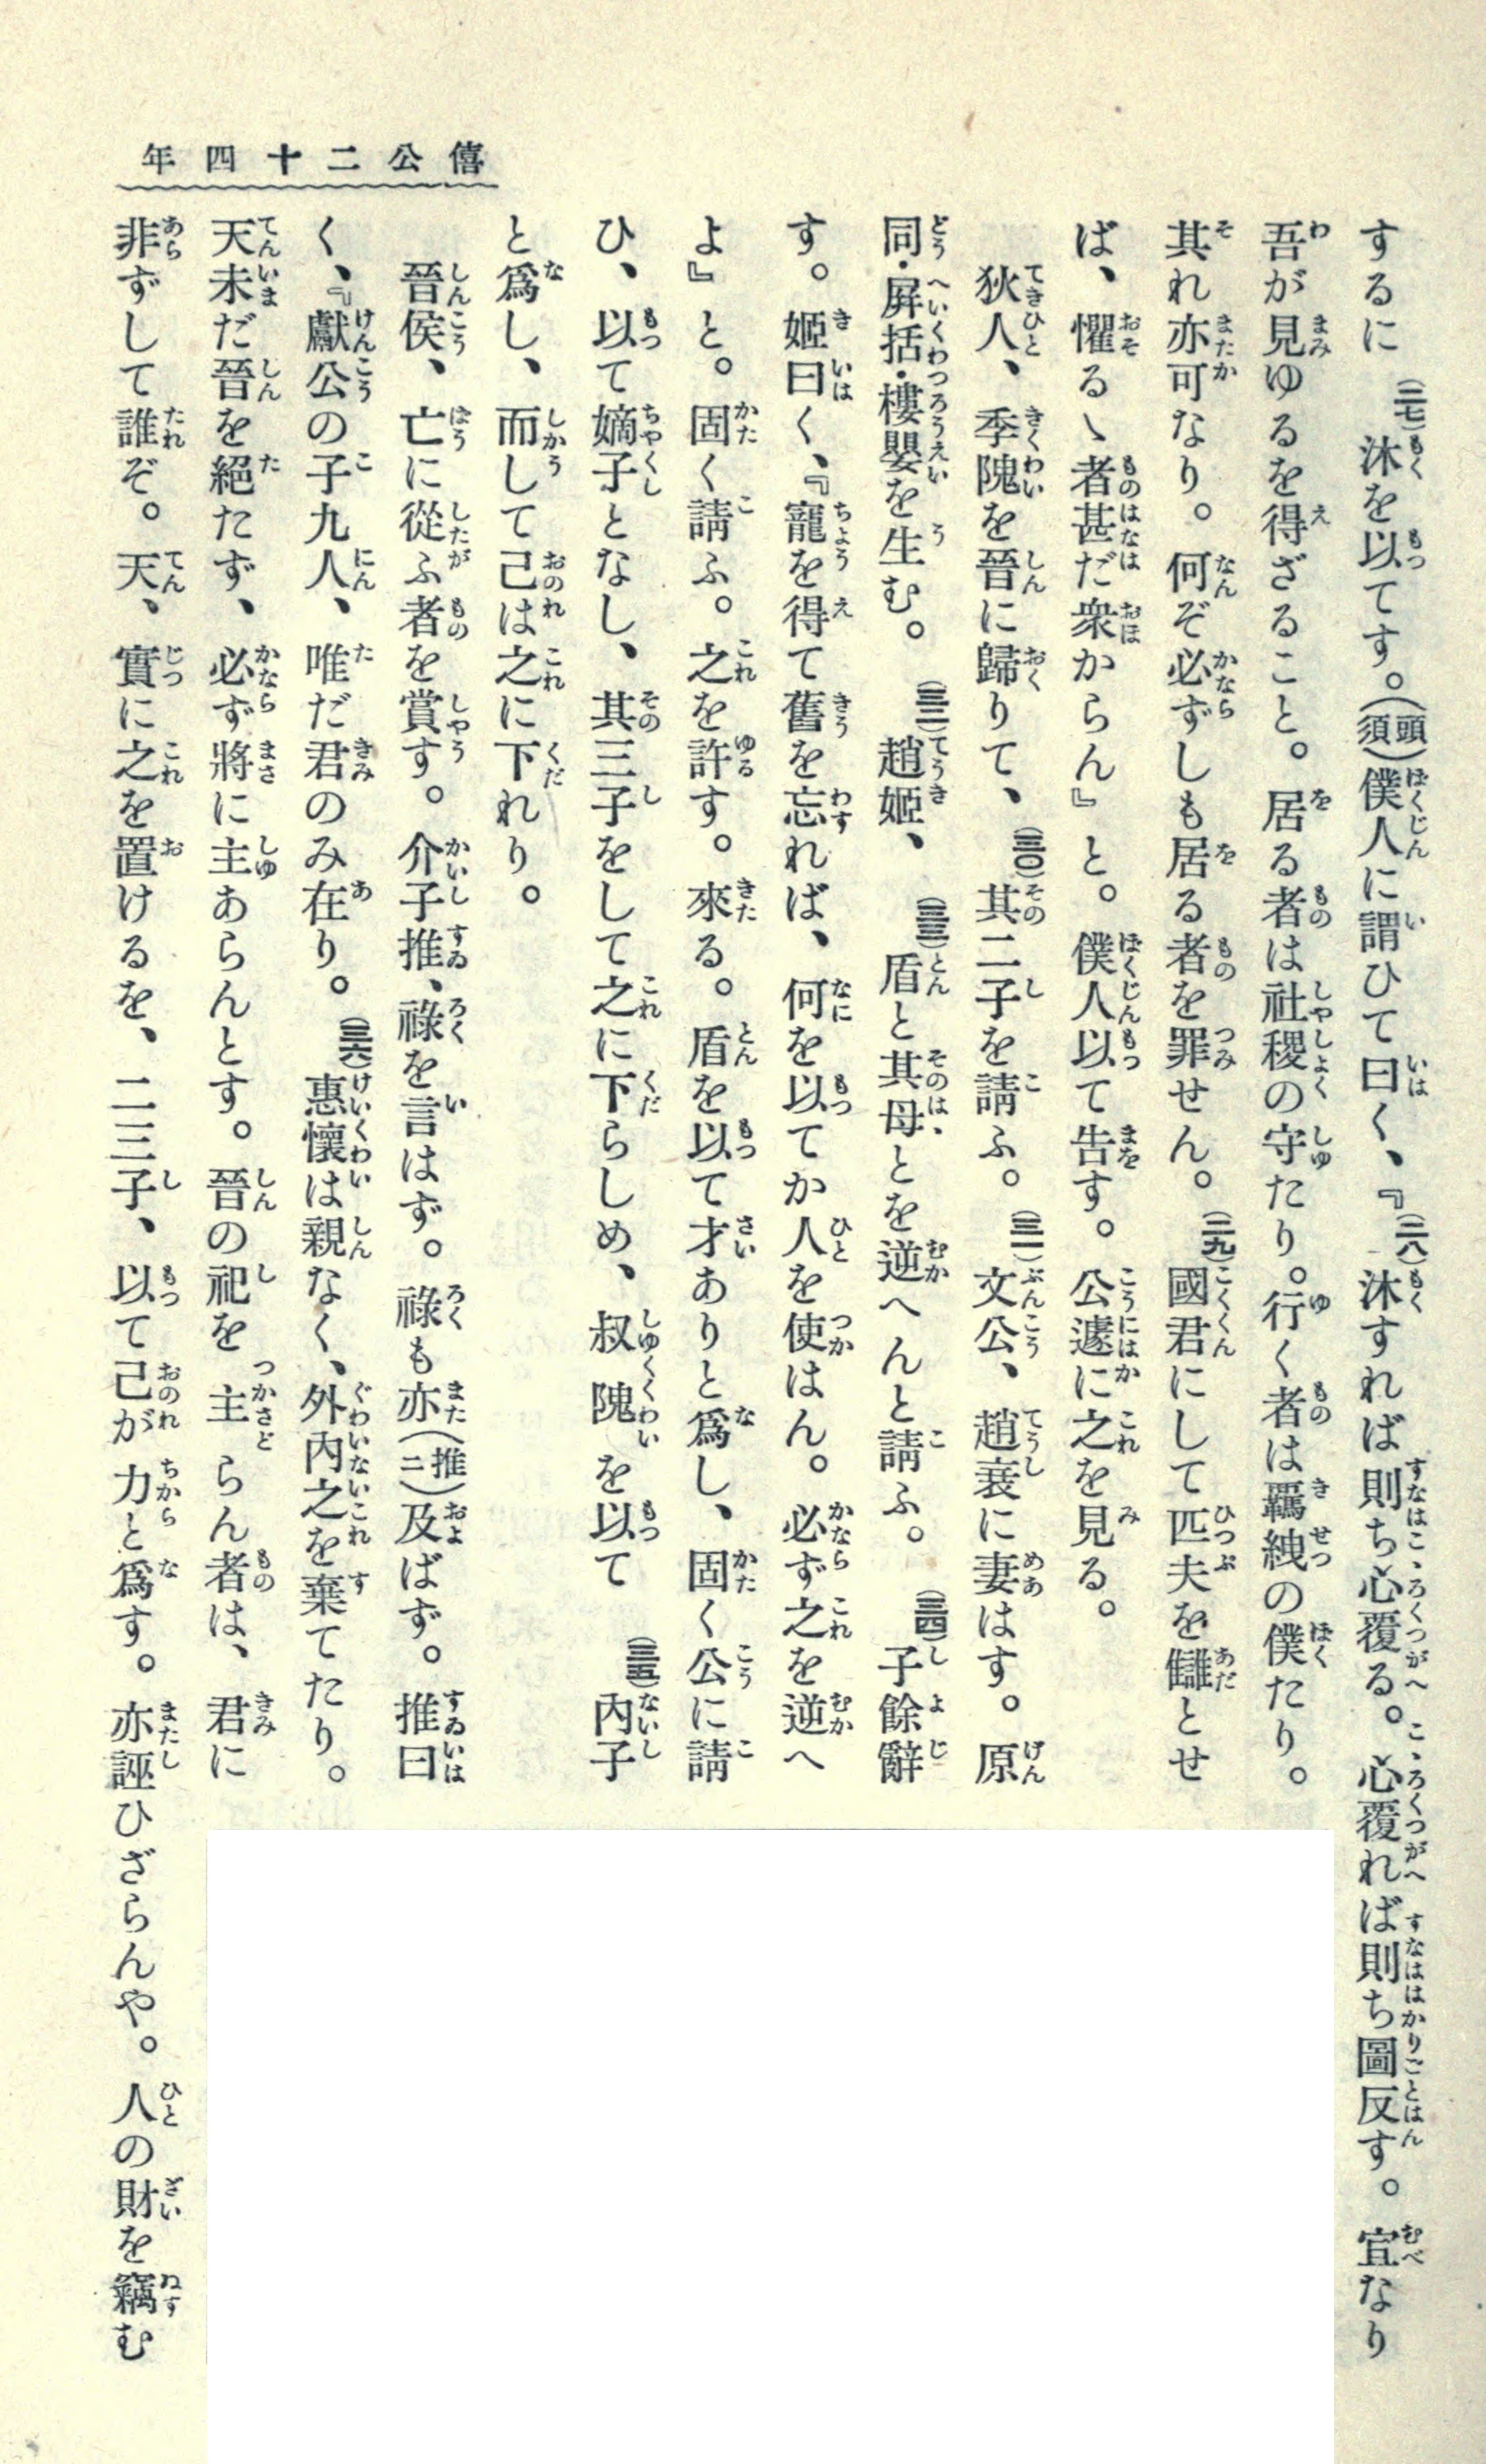 僖公二十四年
するに(二七)沐を以てす。(頭須)僕人に謂ひて曰く、『(二八)沐すれば則ち心覆る。心覆れば則ち圖反す。宜なり
吾が見ゆるを得ざること。居る者は社稷の守たり。行く者は羈絏の僕たり。
其れ亦可なり。何ぞ必ずしも居る者を罪せん。(二九)國君にして匹夫を讎とせ
ば、懼るゝ者甚だ衆からん』と。僕人以て告す。公遽に之を見る。
狄人、季隗を晉に歸りて、(三〇)其二子を請ふ。(三一)文公、趙衰に妻はす。原
同・屛括・樓嬰を生む。(三二)趙姬、(三三)盾と其母とを逆へんと請ふ。(三四)子餘辭
す。姬曰く、『寵を得て舊を忘れば、何を以てか人を使はん。必ず之を逆へ
よ』と。固く請ふ。之を許す。來る。盾を以て才ありと爲し、固く公に請
ひ、以て嫡子となし、其三子をして之に下らしめ、叔隗を以て(三五)內子
と爲し、而して己は之に下れり。
晉侯、亡に從ふ者を賞す。介子推、祿を言はず。祿も亦(推ニ)及ばず。推曰
く、『獻公の子九人、唯だ君のみ在り。(三六)惠懷は親なく、外內之を棄てたり。
天未だ晉を絕たず、必ず將に主あらんとす。晉の祀を主らん者は、君に
非ずして誰ぞ。天、實に之を置けるを、二三子、以て己が力と爲す。亦誣ひざらんや。人の財を竊む